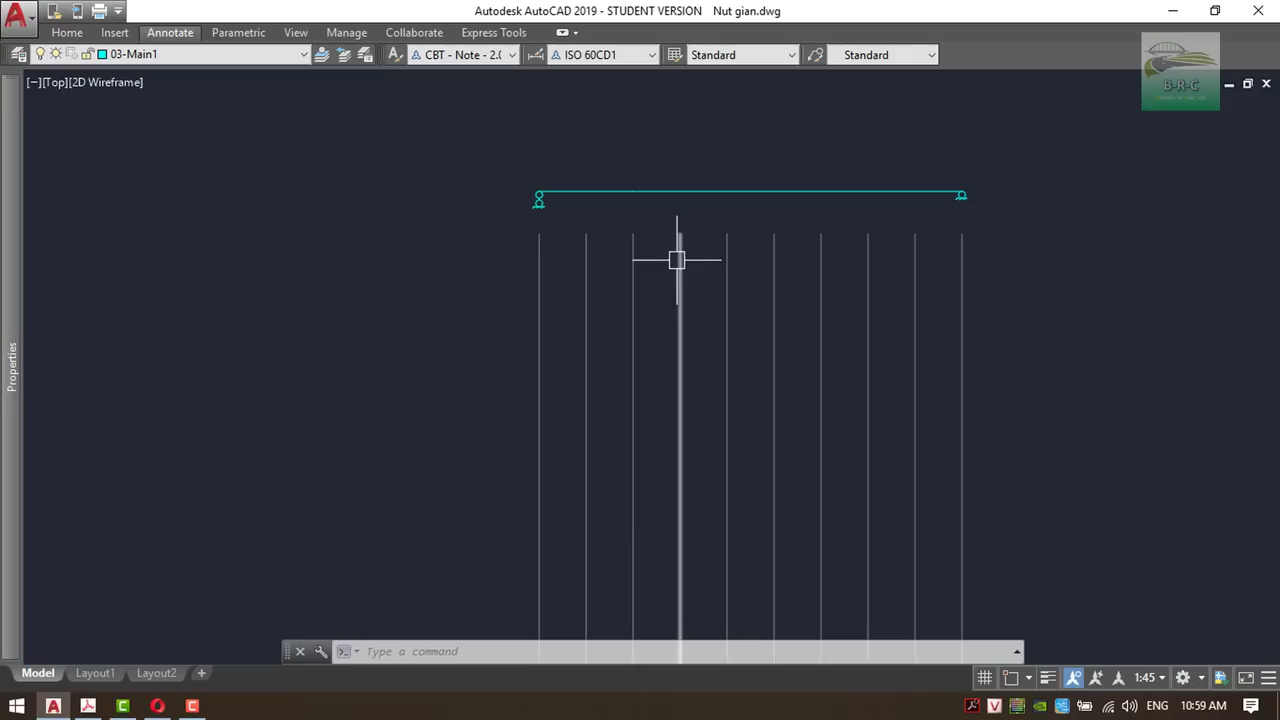 Autodesk AutoCAD 2019 - STUDENT VERSION Nut gian.dwg
Home Insert Annotate Parametric View Manage Collaborate Express Tools
03-Main1 CBT - Note - 2.0 ISO 60CD1 Standard Standard
[−][Top][2D Wireframe]
B-R-C
Properties
Type a command
Model Layout1 Layout2 1:45
ENG 10:59 AM